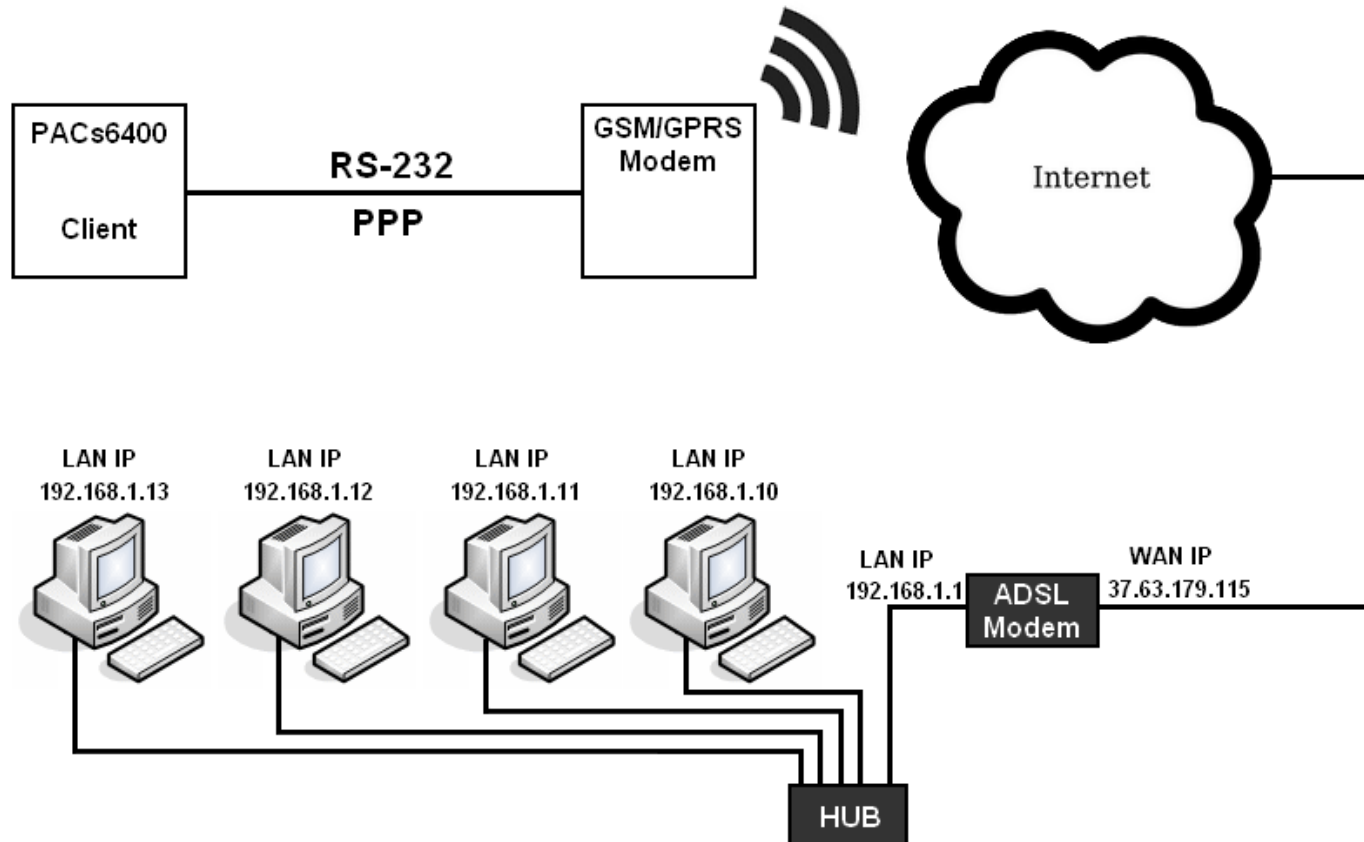 PACs6400
Client
RS-232
PPP
GSM/GPRS
Modem
Internet
LAN IP
192.168.1.13
LAN IP
192.168.1.12
LAN IP
192.168.1.11
LAN IP
192.168.1.10
LAN IP
192.168.1.1
ADSL
Modem
WAN IP
37.63.179.115
HUB